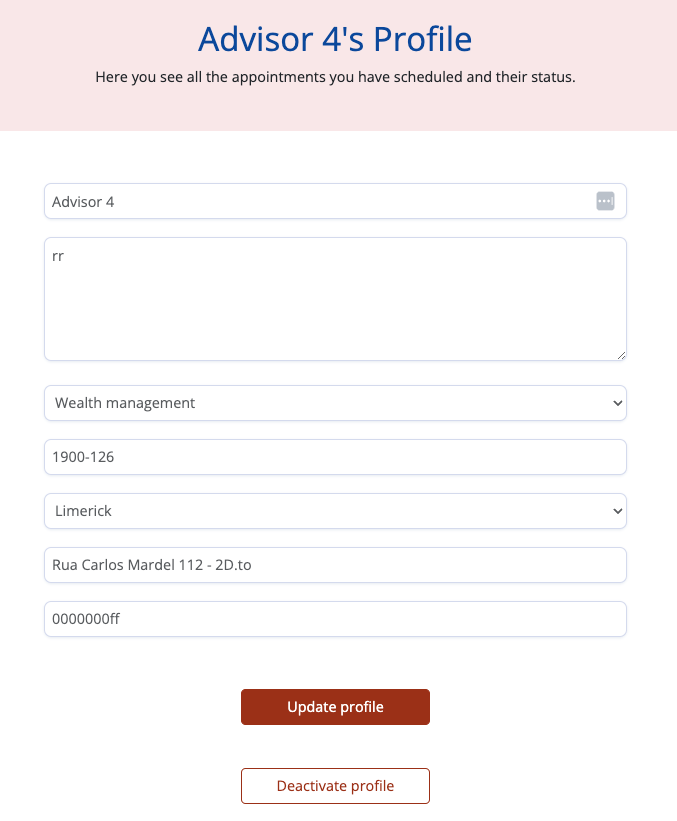 Advisor 4's Profile
Here you see all the appointments you have scheduled and their status.
Advisor 4
rr
Wealth management
1900-126
Limerick
Rua Carlos Mardel 112 - 2D.to
0000000ff
Update profile
Deactivate profile